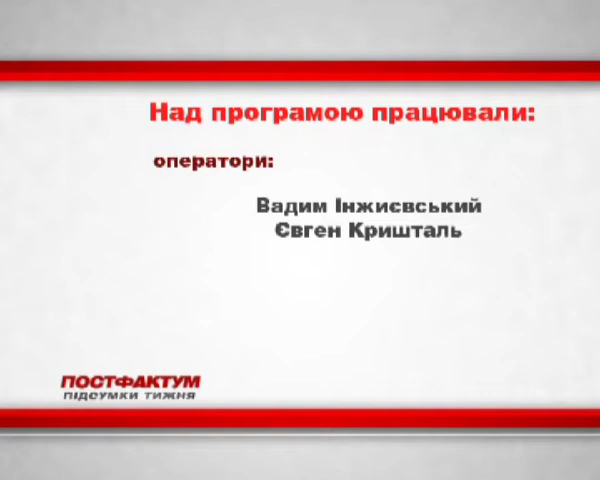 Над програмою працювали:
оператори:
Вадим Інжиєвський
Євген Кришталь
ПОСТФАКТУМ
ПІДСУМКИ ТИЖНЯ